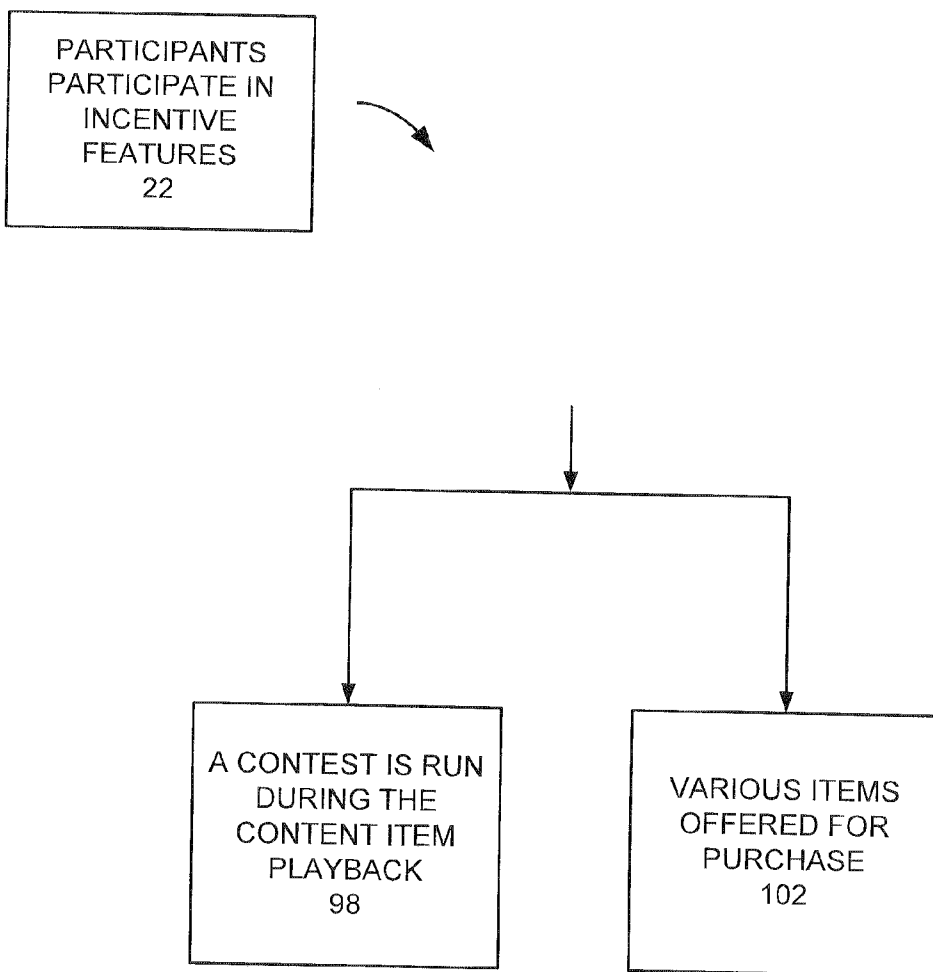 PARTICIPANTS
PARTICIPATE IN
INCENTIVE
FEATURES
22
A CONTEST IS RUN
DURING THE
CONTENT ITEM
PLAYBACK
98
VARIOUS ITEMS
OFFERED FOR
PURCHASE
102